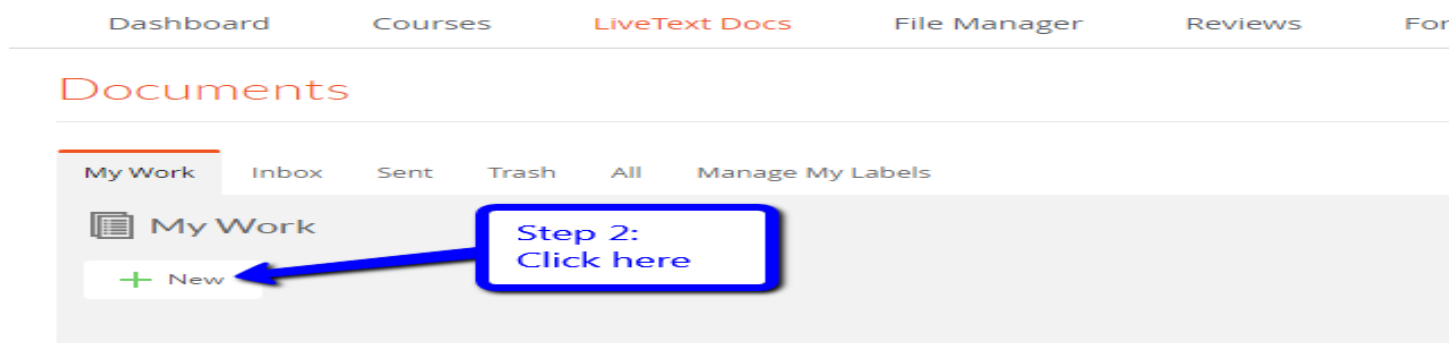 Dashboard Courses LiveText Docs File Manager Reviews For
Documents
My Work Inbox Sent Trash All Manage My Labels
My Work
Step 2:
Click here
New